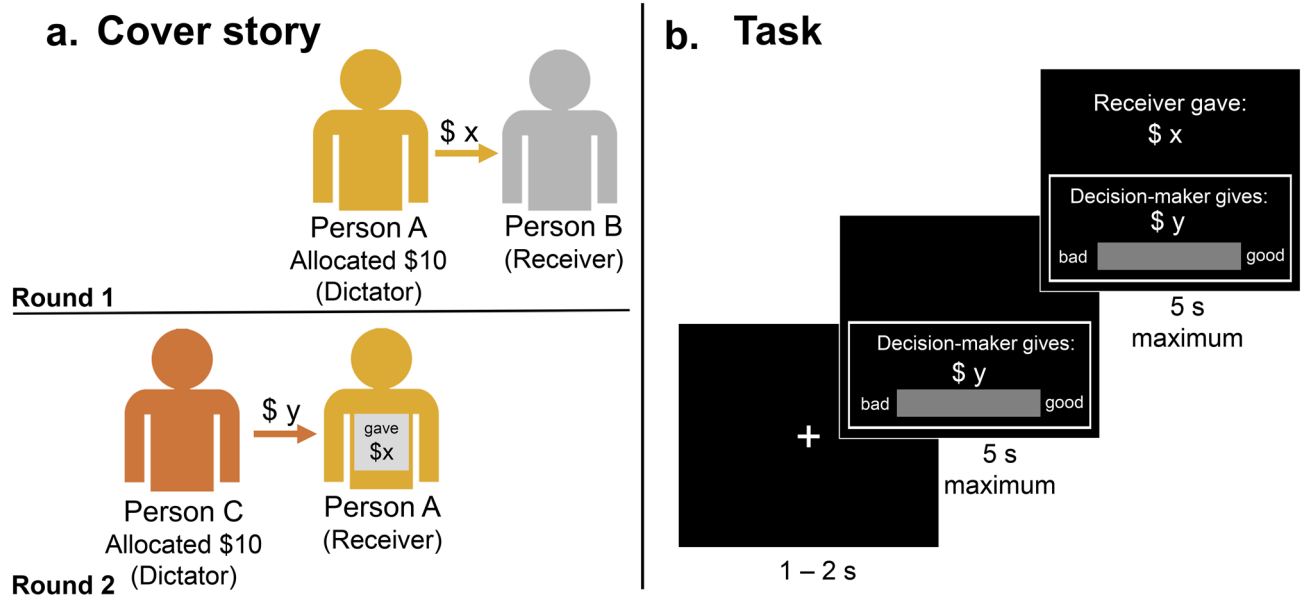 a. Cover story
$ x
Person A
Allocated $10
(Dictator)
Person B
(Receiver)
Round 1
$ y
gave
$x
Person C
Allocated $10
(Dictator)
Person A
(Receiver)
Round 2
b. Task
+
1 – 2 s
Decision-maker gives:
$ y
bad
good
5 s
maximum
Receiver gave:
$ x
Decision-maker gives:
$ y
bad
good
5 s
maximum